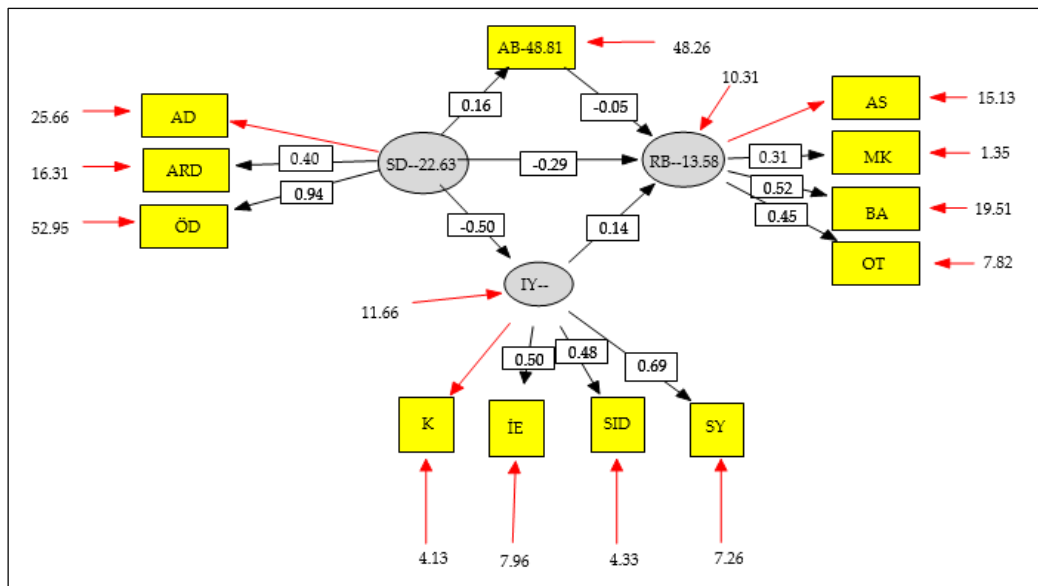 AB-48.81
48.26
10.31
25.66
AD
0.16
-0.05
AS
15.13
16.31
ARD
0.40
SD--22.63
-0.29
RB--13.58
0.31
MK
1.35
0.94
0.52
52.95
ÖD
-0.50
0.14
0.45
BA
19.51
OT
7.82
IY--
11.66
0.50
0.48
0.69
K
İE
SID
SY
4.13
7.96
4.33
7.26